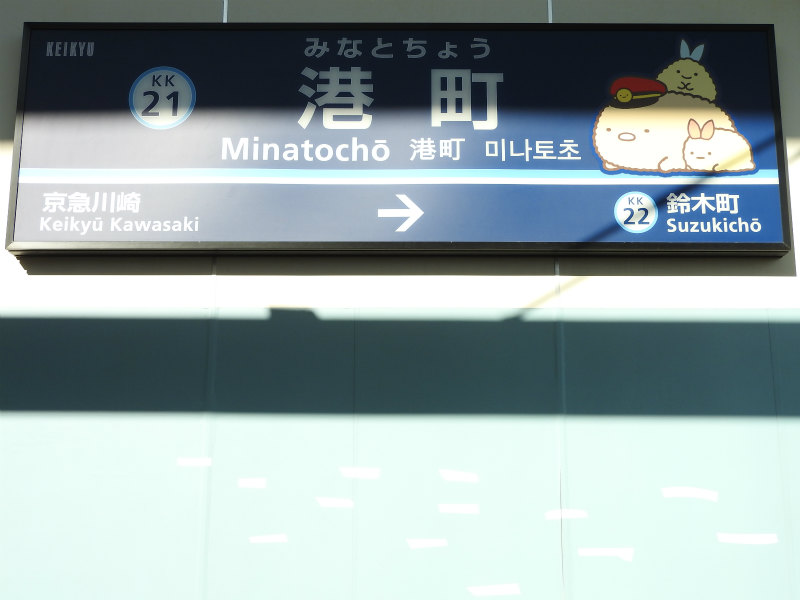 KEIKYU
みなとちょう
KK
21
港町
Minatochō 港町 미나토초
京急川崎
Keikyū Kawasaki
KK
22
鈴木町
Suzukichō